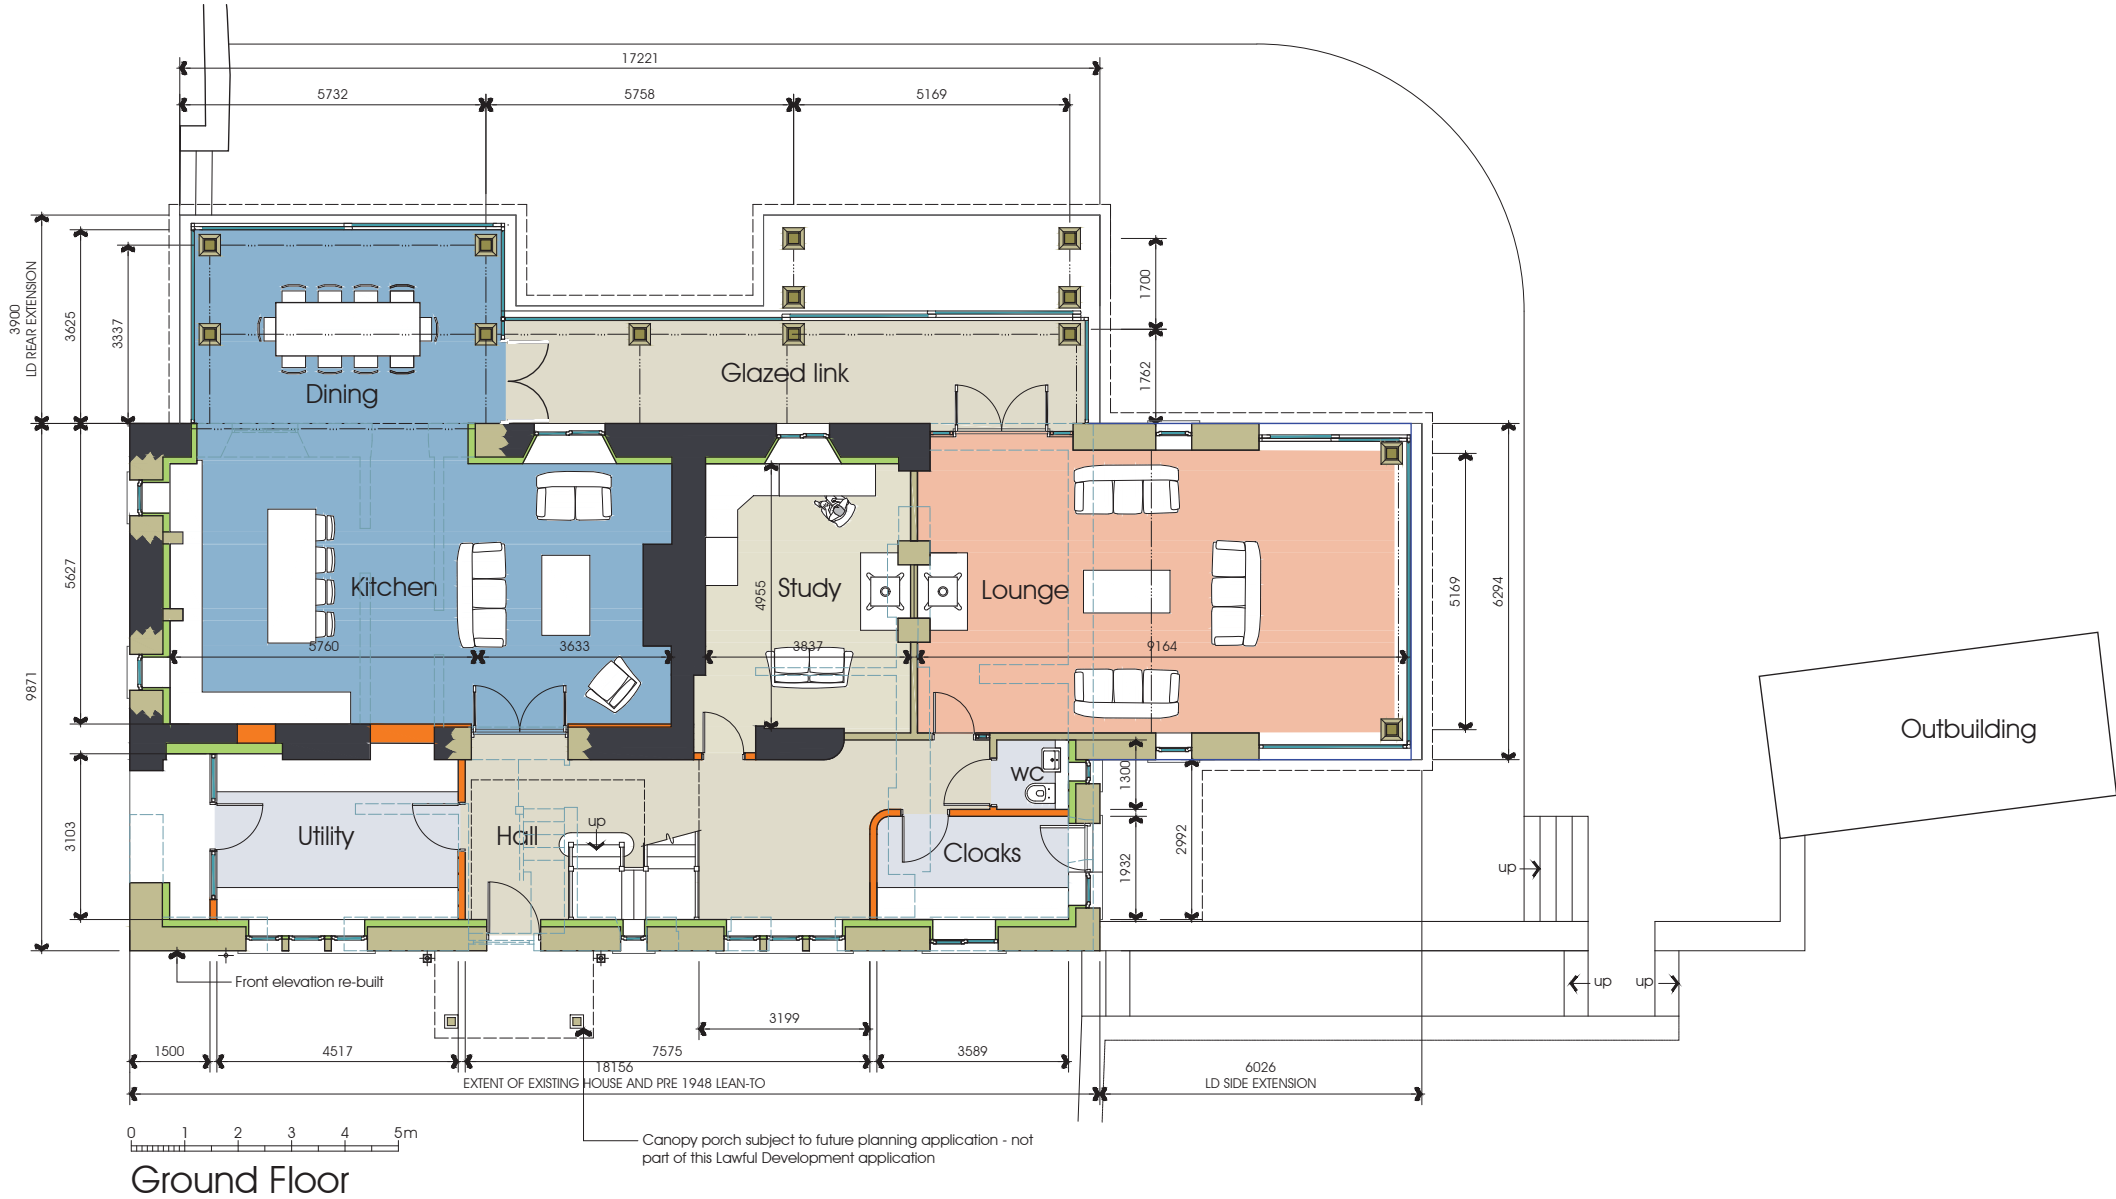 17221
5732
5758
5169
3900
LD REAR EXTENSION
3625
3337
1700
1762
Dining
Glazed link
9871
5627
Kitchen
4955
Study
Lounge
5169
6294
5760
3633
3837
9164
Outbuilding
3103
Utility
Hall
up
WC
Cloaks
1300
1932
2992
up
up
up
Front elevation re-built
3199
1500
4517
7575
3589
18156
EXTENT OF EXISTING HOUSE AND PRE 1948 LEAN-TO
6026
LD SIDE EXTENSION
0 1 2 3 4 5m
Canopy porch subject to future planning application - not
part of this Lawful Development application
Ground Floor